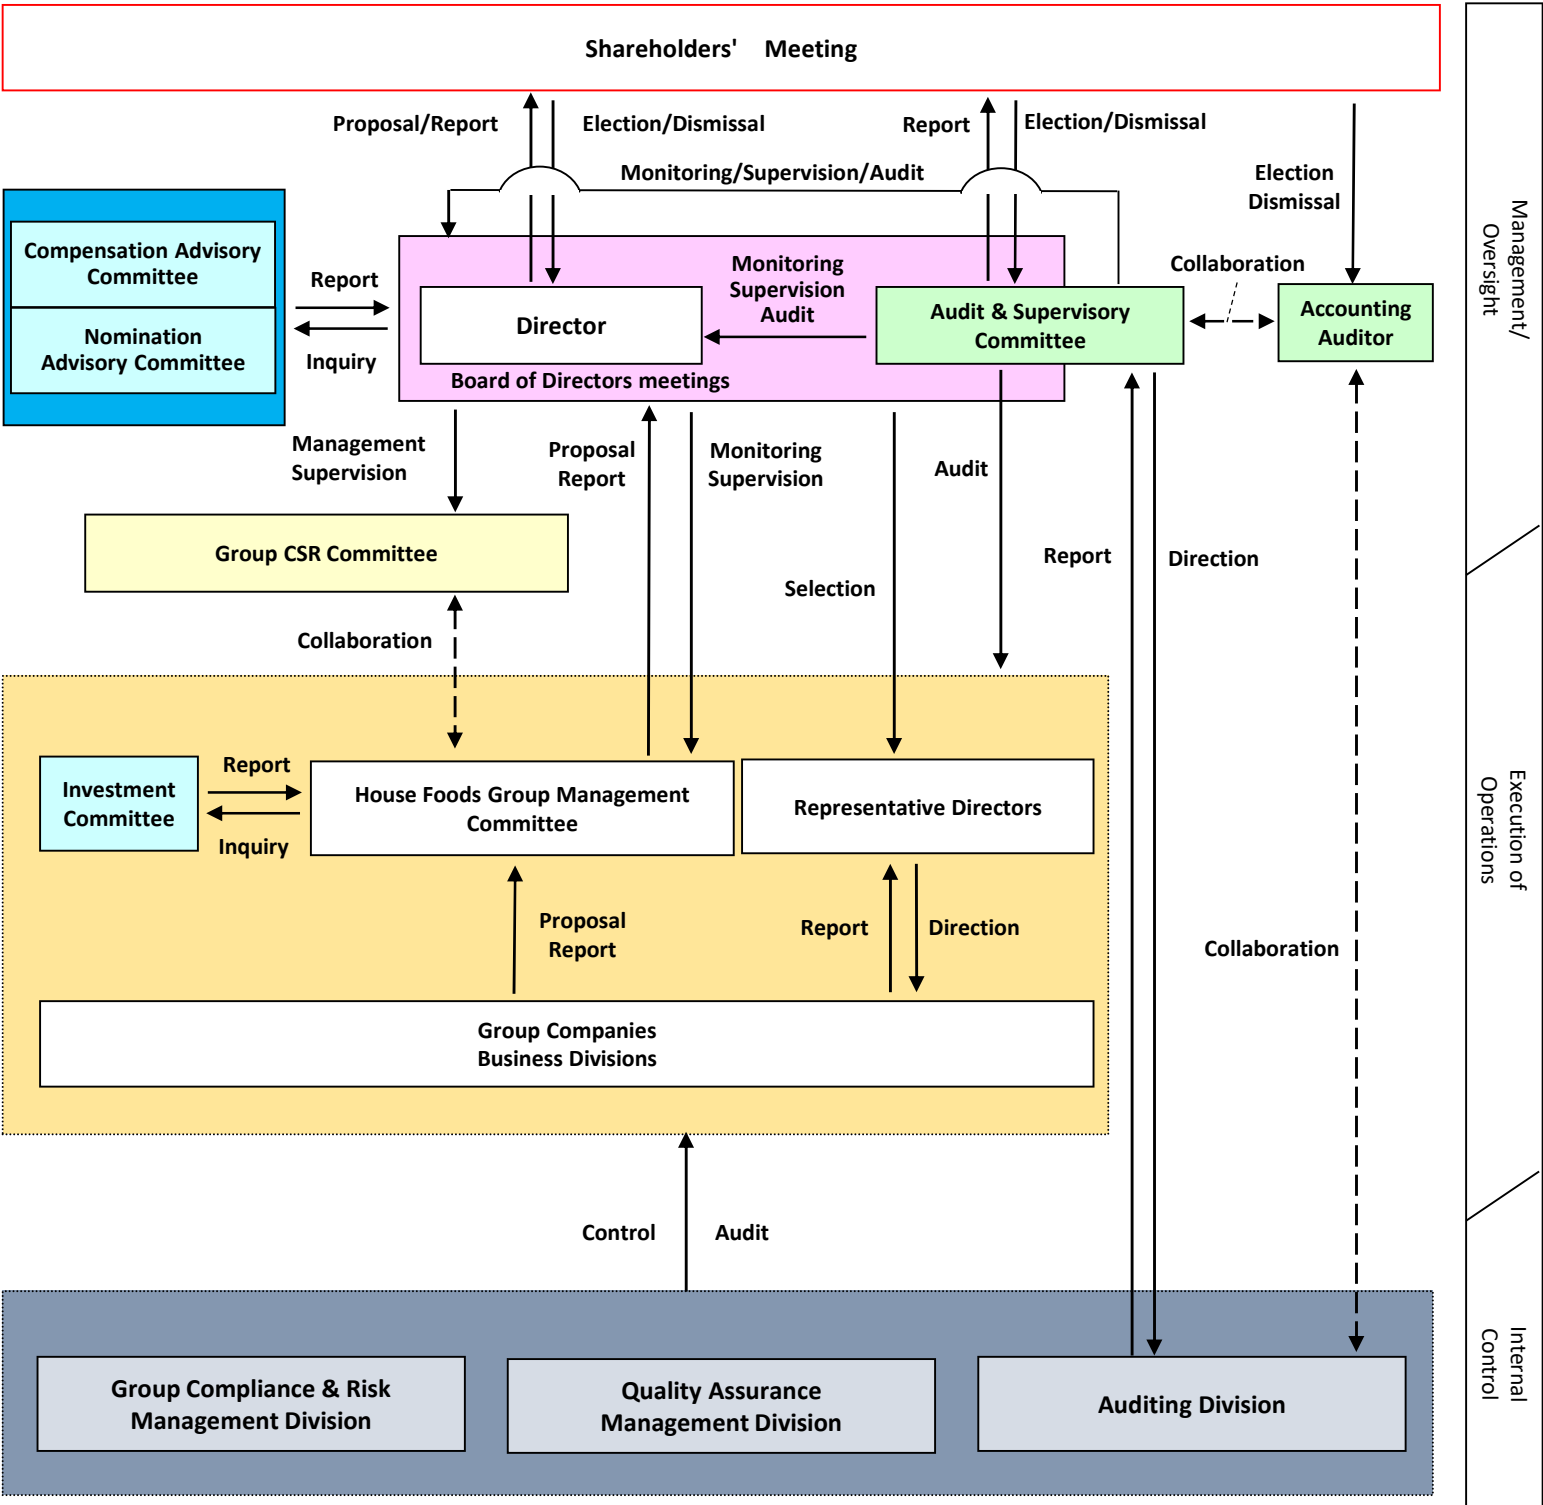 Shareholders' Meeting
Proposal/Report
Election/Dismissal
Report
Election/Dismissal
Monitoring/Supervision/Audit
Election
Dismissal
Compensation Advisory
Committee
Nomination
Advisory Committee
Report
Inquiry
Director
Monitoring
Supervision
Audit
Audit & Supervisory
Committee
Board of Directors meetings
Collaboration
Accounting
Auditor
Management/
Oversight
Management
Supervision
Proposal
Report
Monitoring
Supervision
Audit
Group CSR Committee
Selection
Report
Direction
Collaboration
Investment
Committee
Report
Inquiry
House Foods Group Management
Committee
Representative Directors
Execution of
Operations
Proposal
Report
Report
Direction
Collaboration
Group Companies
Business Divisions
Control
Audit
Group Compliance & Risk
Management Division
Quality Assurance
Management Division
Auditing Division
Internal
Control